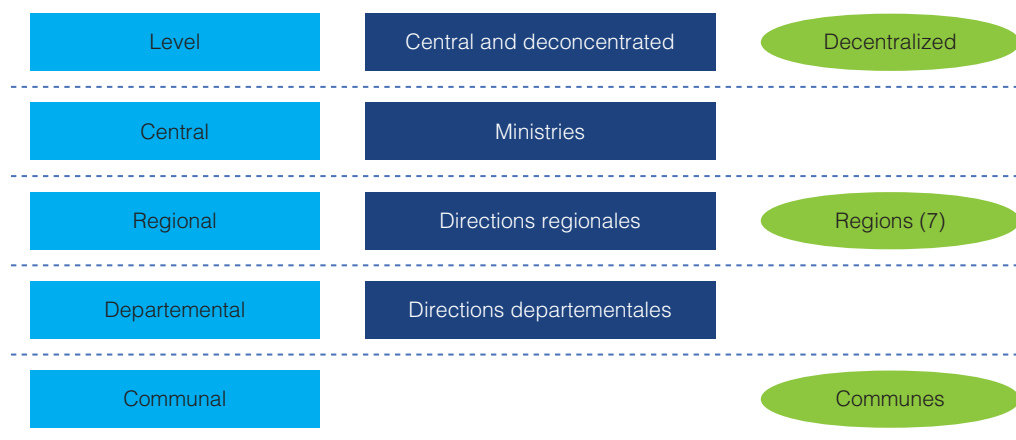 Level
Central and deconcentrated
Decentralized
Central
Ministries
Regional
Directions regionales
Regions (7)
Departemental
Directions departementales
Communal
Communes